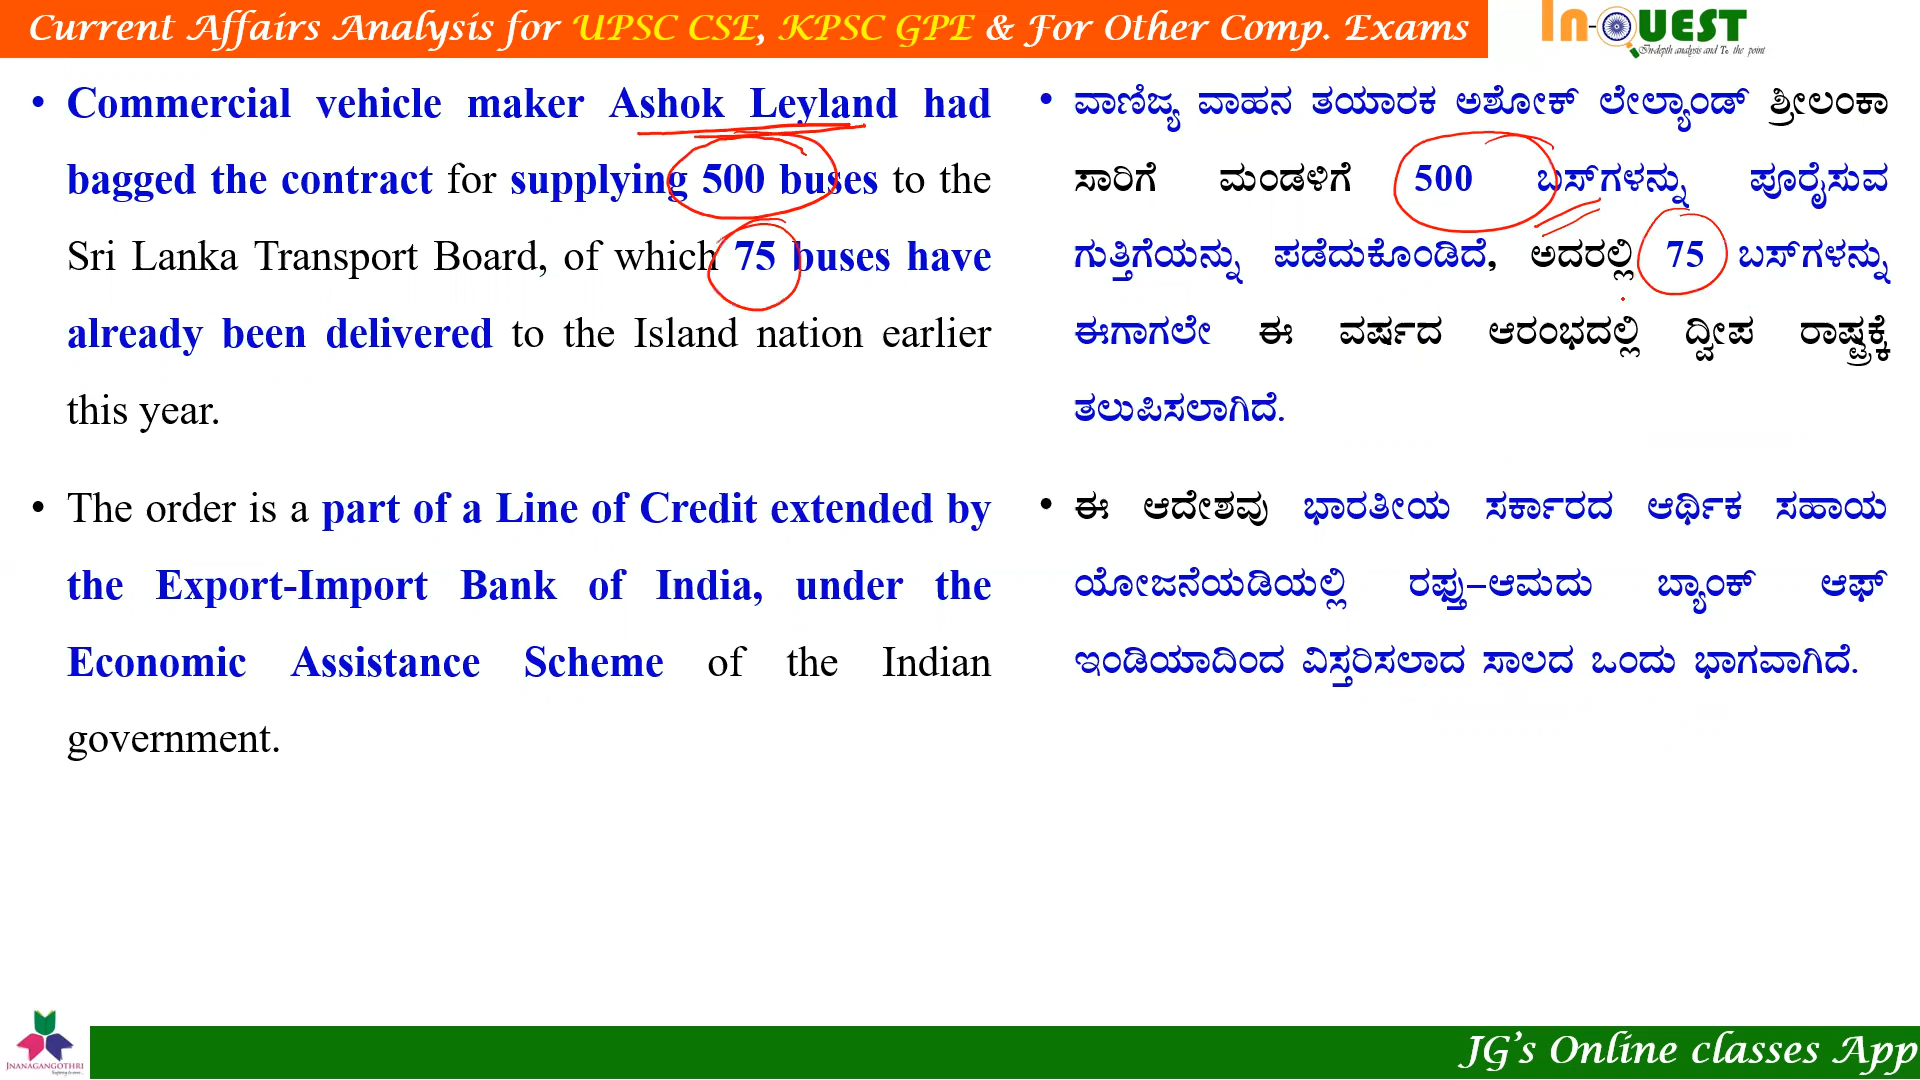 Current Affairs Analysis for UPSC CSE, KPSC GPE & For Other Comp. Exams
In-QUEST
In-depth analysis and To the point
• Commercial vehicle maker Ashok Leyland had
bagged the contract for supplying 500 buses to the
Sri Lanka Transport Board, of which 75 buses have
already been delivered to the Island nation earlier
this year.
• The order is a part of a Line of Credit extended by
the Export-Import Bank of India, under the
Economic Assistance Scheme of the Indian
government.
• ವಾಣಿಜ್ಯ ವಾಹನ ತಯಾರಕ ಅಶೋಕ್ ಲೇಲ್ಯಾಂಡ್ ಶ್ರೀಲಂಕಾ
ಸಾರಿಗೆ ಮಂಡಳಿಗೆ 500 ಬಸ್‌ಗಳನ್ನು ಪೂರೈಸುವ
ಗುತ್ತಿಗೆಯನ್ನು ಪಡೆದುಕೊಂಡಿದೆ, ಅದರಲ್ಲಿ 75 ಬಸ್‌ಗಳನ್ನು
ಈಗಾಗಲೇ ಈ ವರ್ಷದ ಆರಂಭದಲ್ಲಿ ದ್ವೀಪ ರಾಷ್ಟ್ರಕ್ಕೆ
ತಲುಪಿಸಲಾಗಿದೆ.
• ಈ ಆದೇಶವು ಭಾರತೀಯ ಸರ್ಕಾರದ ಆರ್ಥಿಕ ಸಹಾಯ
ಯೋಜನೆಯಡಿಯಲ್ಲಿ ರಫ್ತು-ಆಮದು ಬ್ಯಾಂಕ್ ಆಫ್
ಇಂಡಿಯಾದಿಂದ ವಿಸ್ತರಿಸಲಾದ ಸಾಲದ ಒಂದು ಭಾಗವಾಗಿದೆ.
JNANAGANGOTHRI
JG's Online classes App